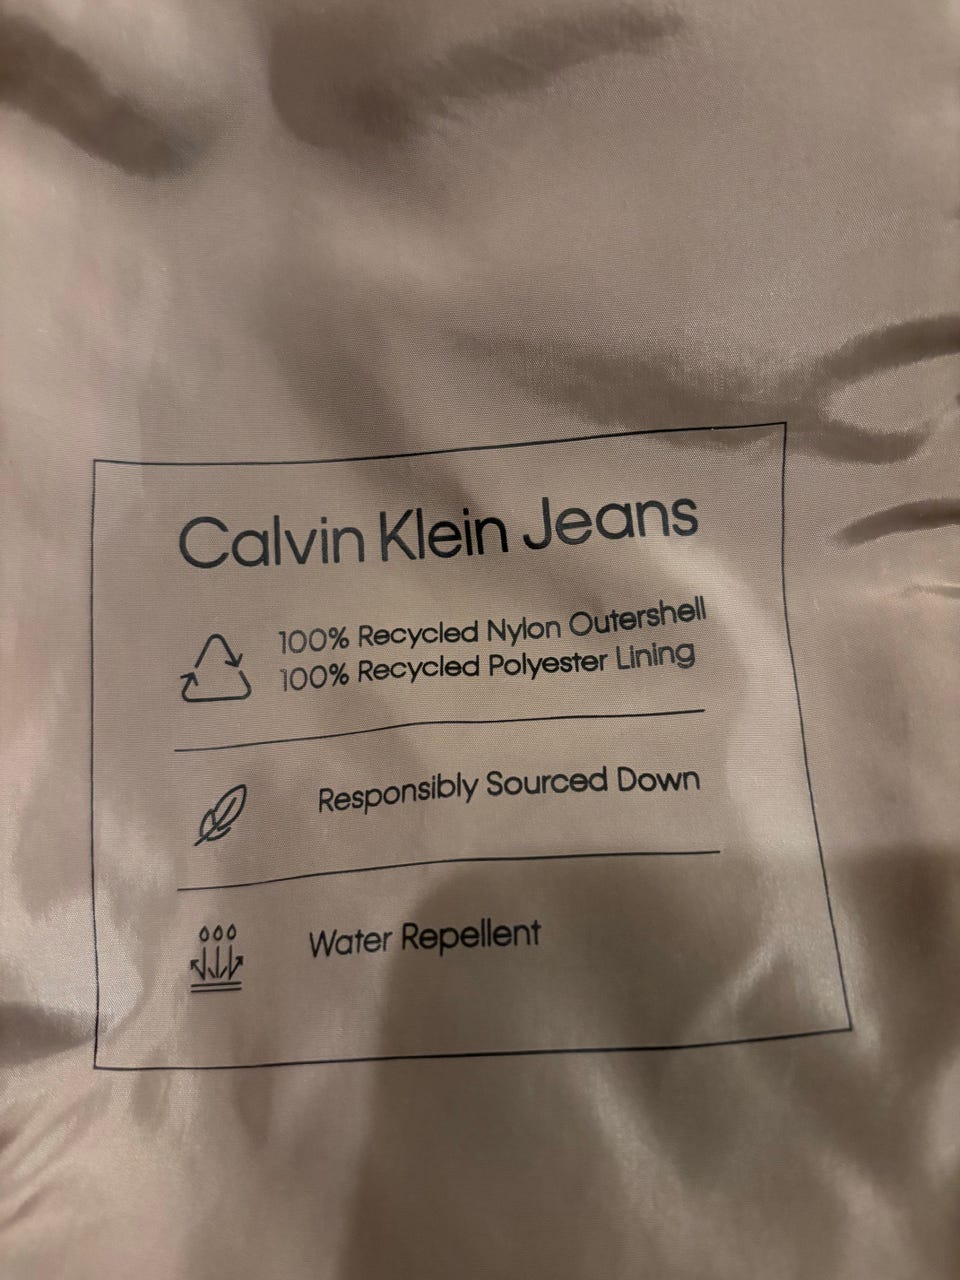 Calvin Klein Jeans
100% Recycled Nylon Outershell
100% Recycled Polyester Lining
Responsibly Sourced Down
Water Repellent